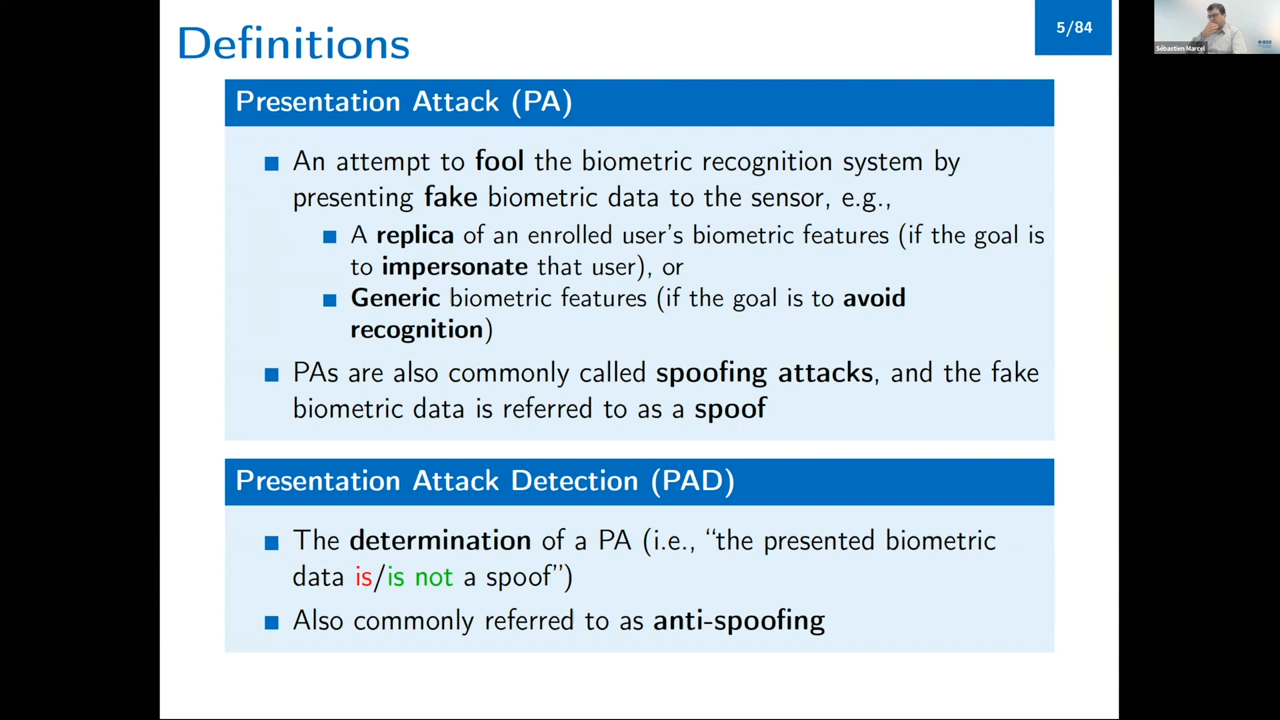 Definitions
5/84
Sébastien Marcel
Presentation Attack (PA)
An attempt to fool the biometric recognition system by
presenting fake biometric data to the sensor, e.g.,
A replica of an enrolled user's biometric features (if the goal is
to impersonate that user), or
Generic biometric features (if the goal is to avoid
recognition)
PAs are also commonly called spoofing attacks, and the fake
biometric data is referred to as a spoof
Presentation Attack Detection (PAD)
The determination of a PA (i.e., “the presented biometric
data is/is not a spoof”)
Also commonly referred to as anti-spoofing